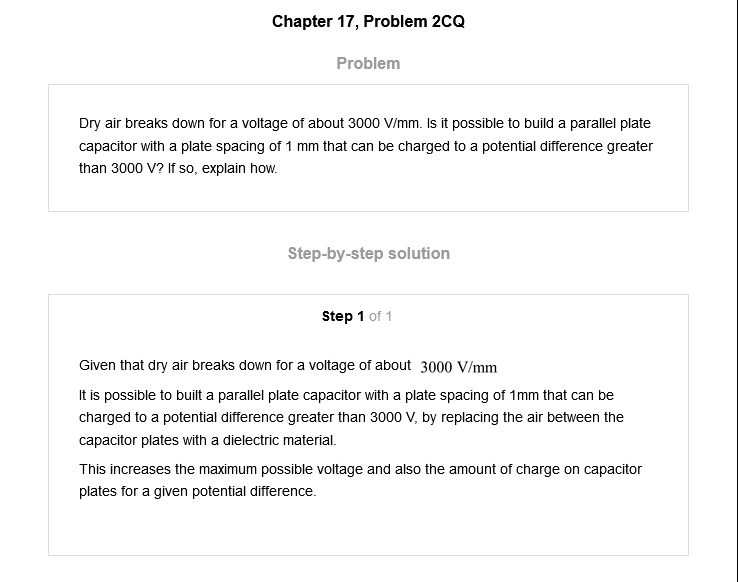 Chapter 17, Problem 2CQ
Problem
Dry air breaks down for a voltage of about 3000 V/mm. Is it possible to build a parallel plate
capacitor with a plate spacing of 1 mm that can be charged to a potential difference greater
than 3000 V? If so, explain how.
Step-by-step solution
Step 1 of 1
Given that dry air breaks down for a voltage of about 3000 V/mm
It is possible to built a parallel plate capacitor with a plate spacing of 1mm that can be
charged to a potential difference greater than 3000 V, by replacing the air between the
capacitor plates with a dielectric material.
This increases the maximum possible voltage and also the amount of charge on capacitor
plates for a given potential difference.